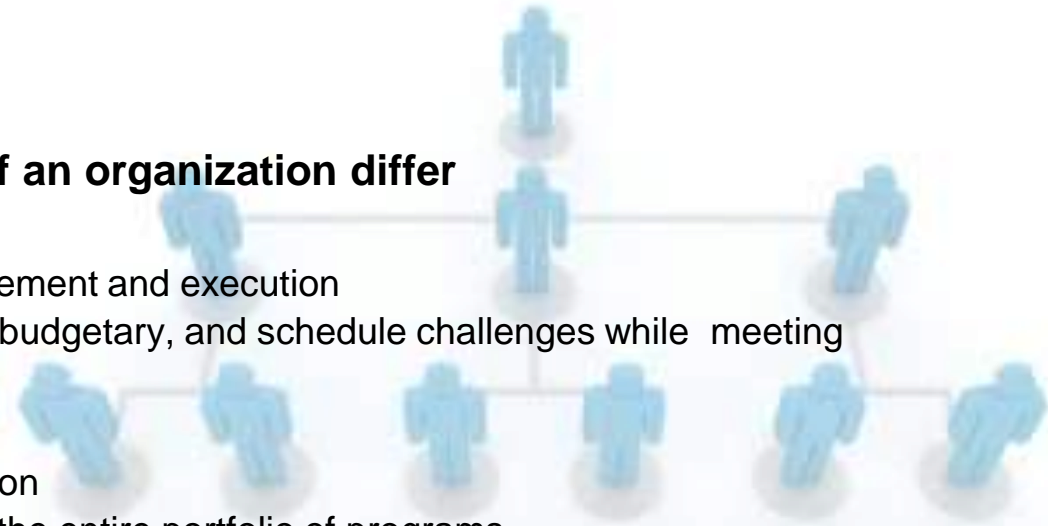 f an organization differ
ement and execution
budgetary, and schedule challenges while meeting
on
the entire portfolio of programs